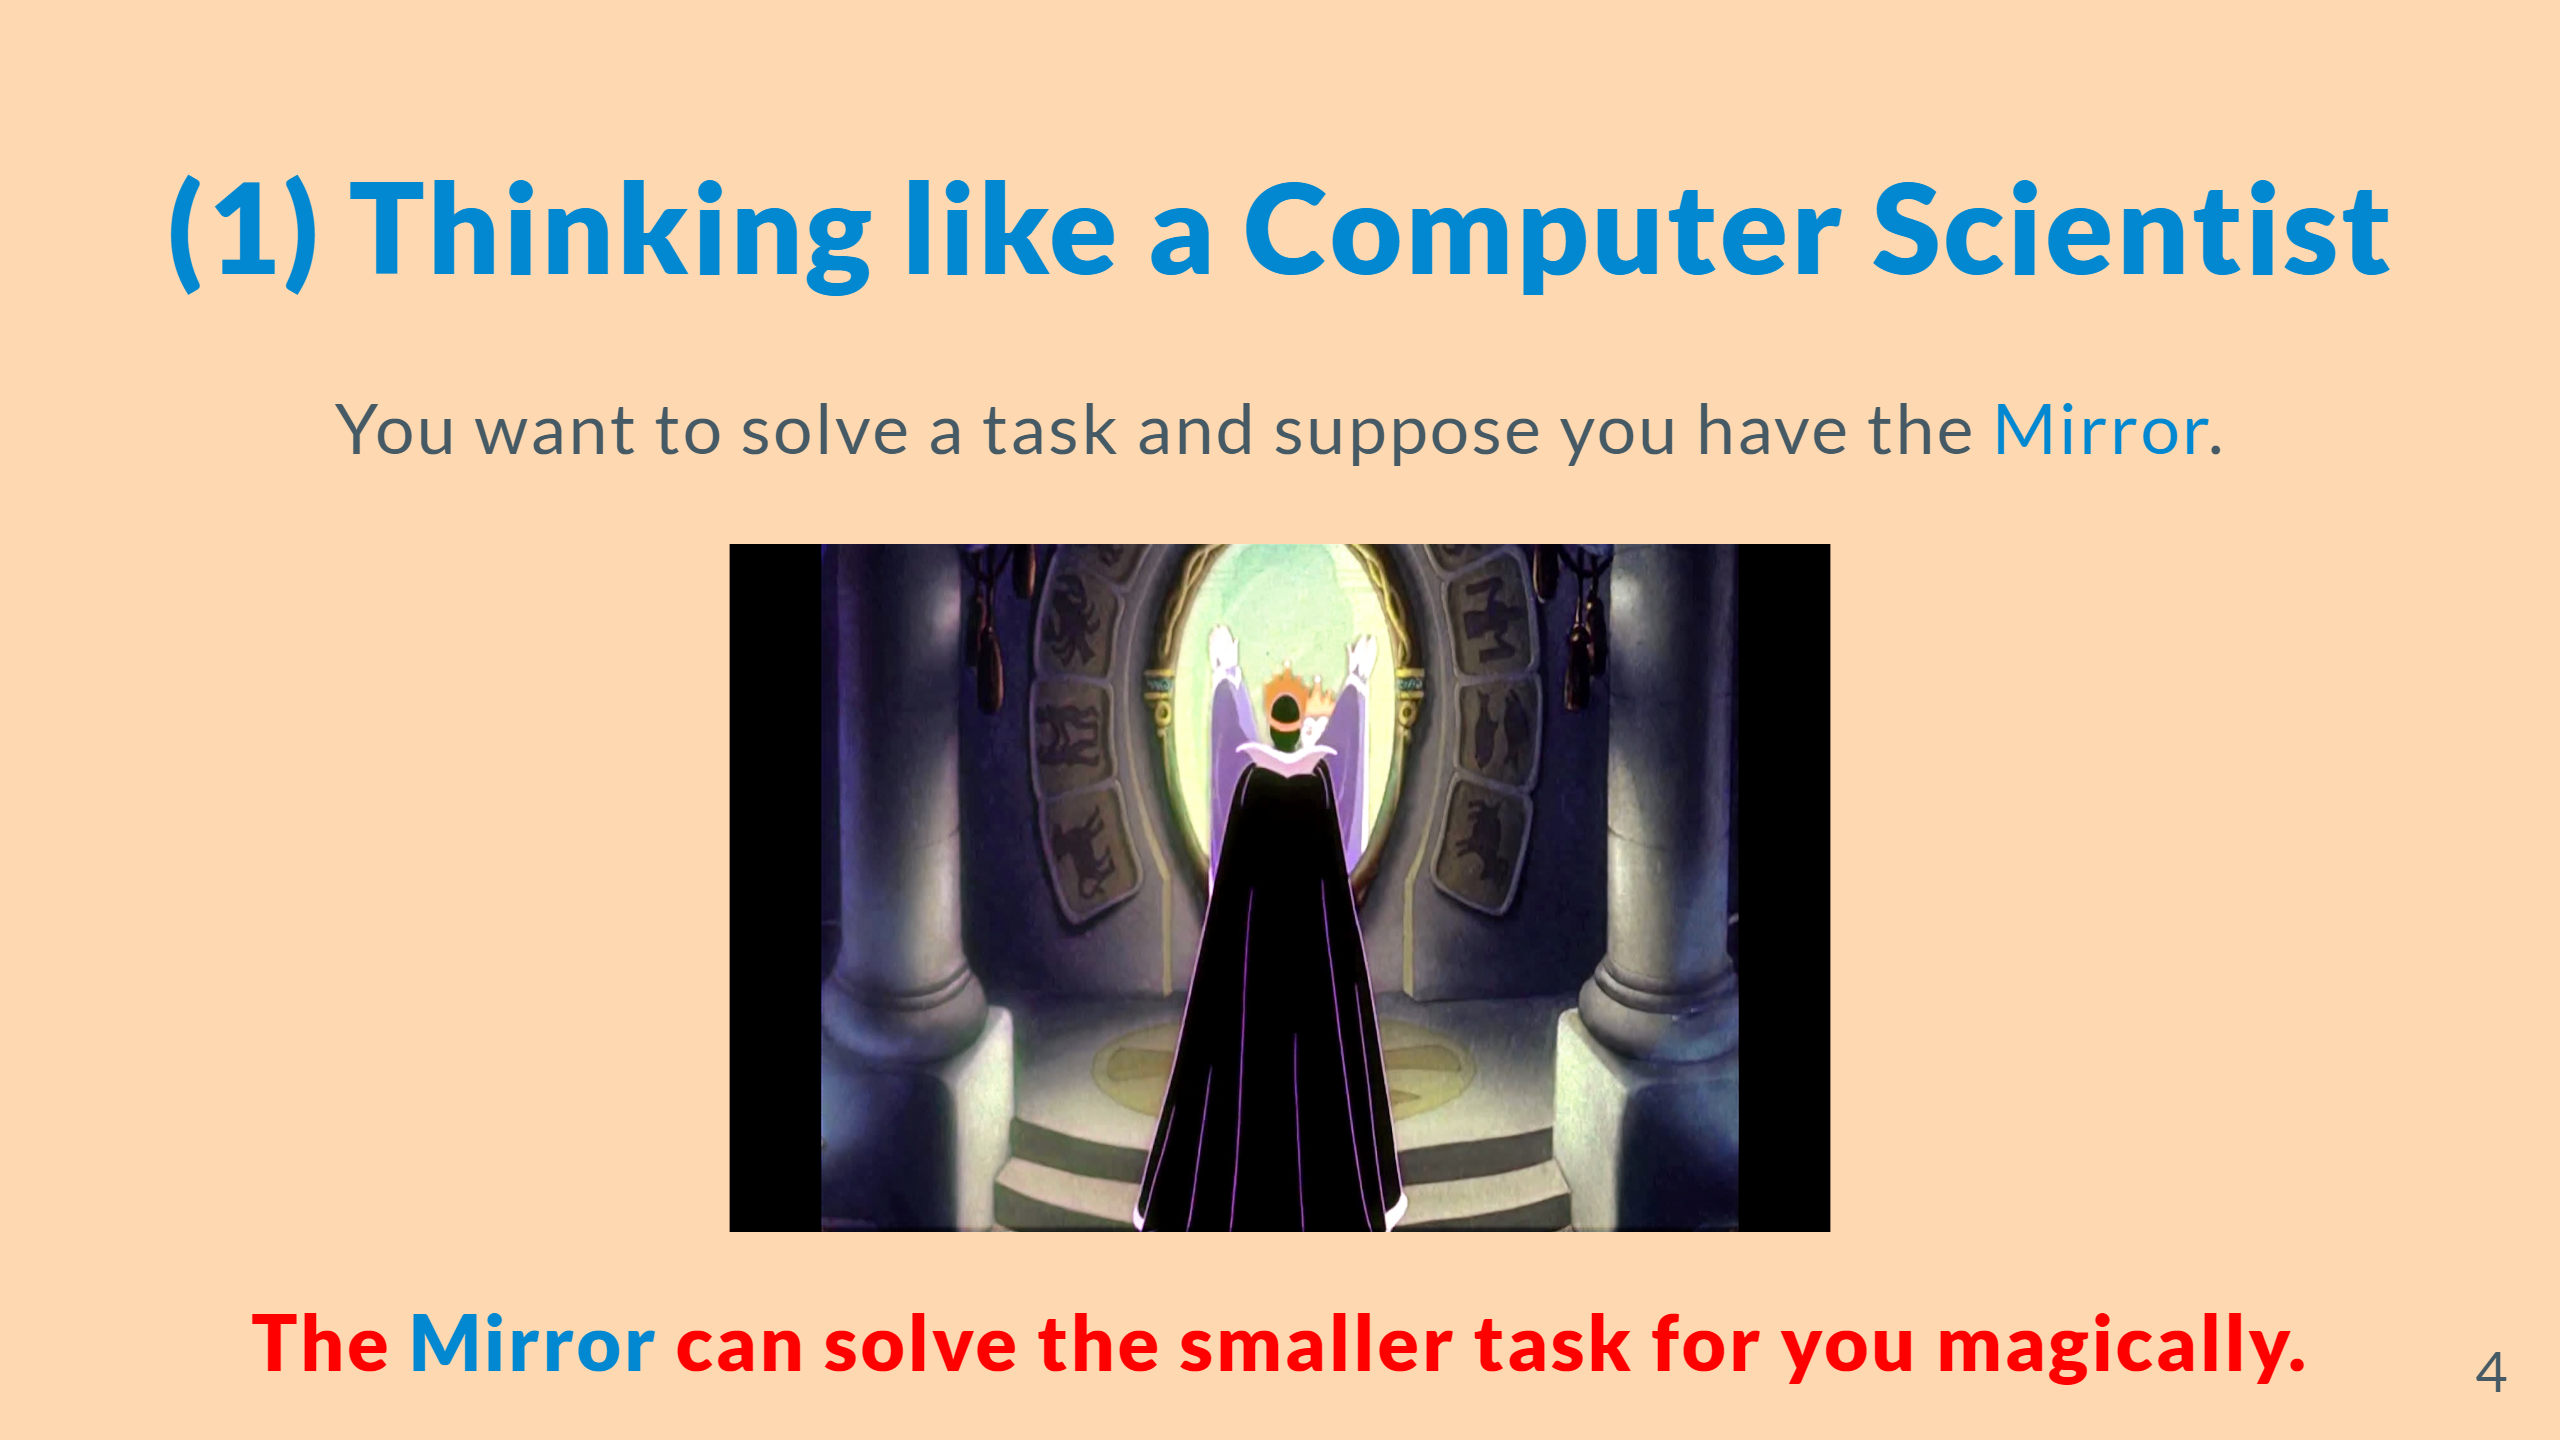 (1) Thinking like a Computer Scientist
You want to solve a task and suppose you have the Mirror.
The Mirror can solve the smaller task for you magically.
4